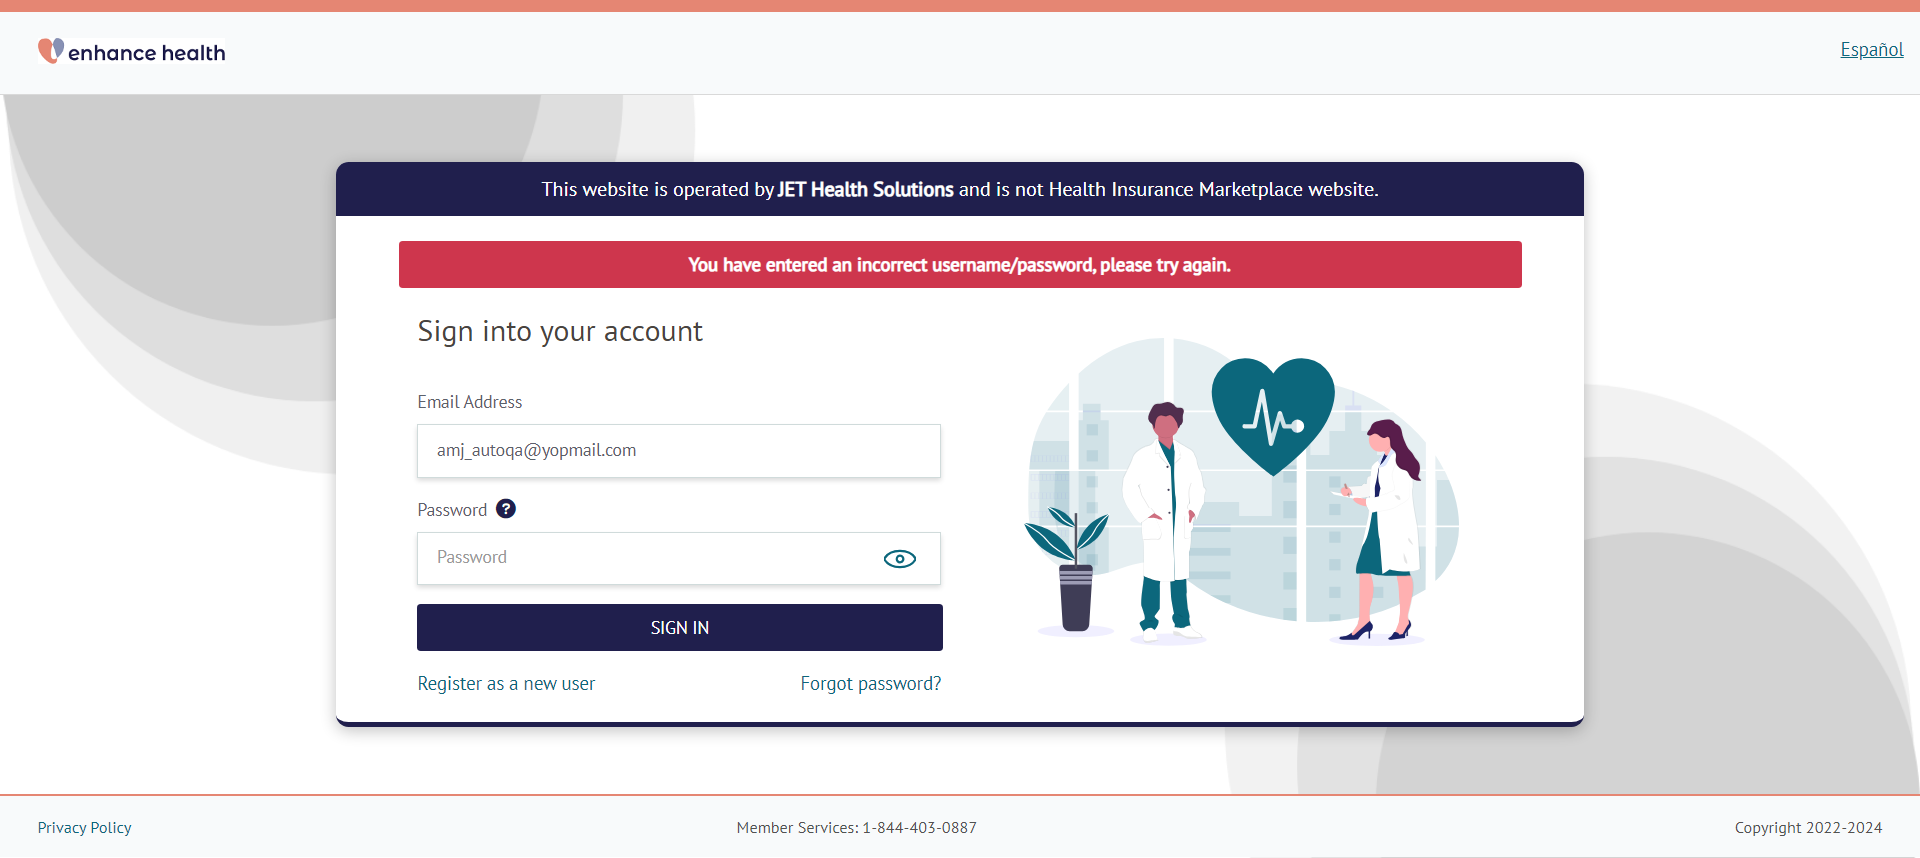 enhance health
Español
This website is operated by JET Health Solutions and is not Health Insurance Marketplace website.
You have entered an incorrect username/password, please try again.
Sign into your account
Email Address
amj_autoqa@yopmail.com
Password ?
Password
SIGN IN
Register as a new user
Forgot password?
Privacy Policy
Member Services: 1-844-403-0887
Copyright 2022-2024